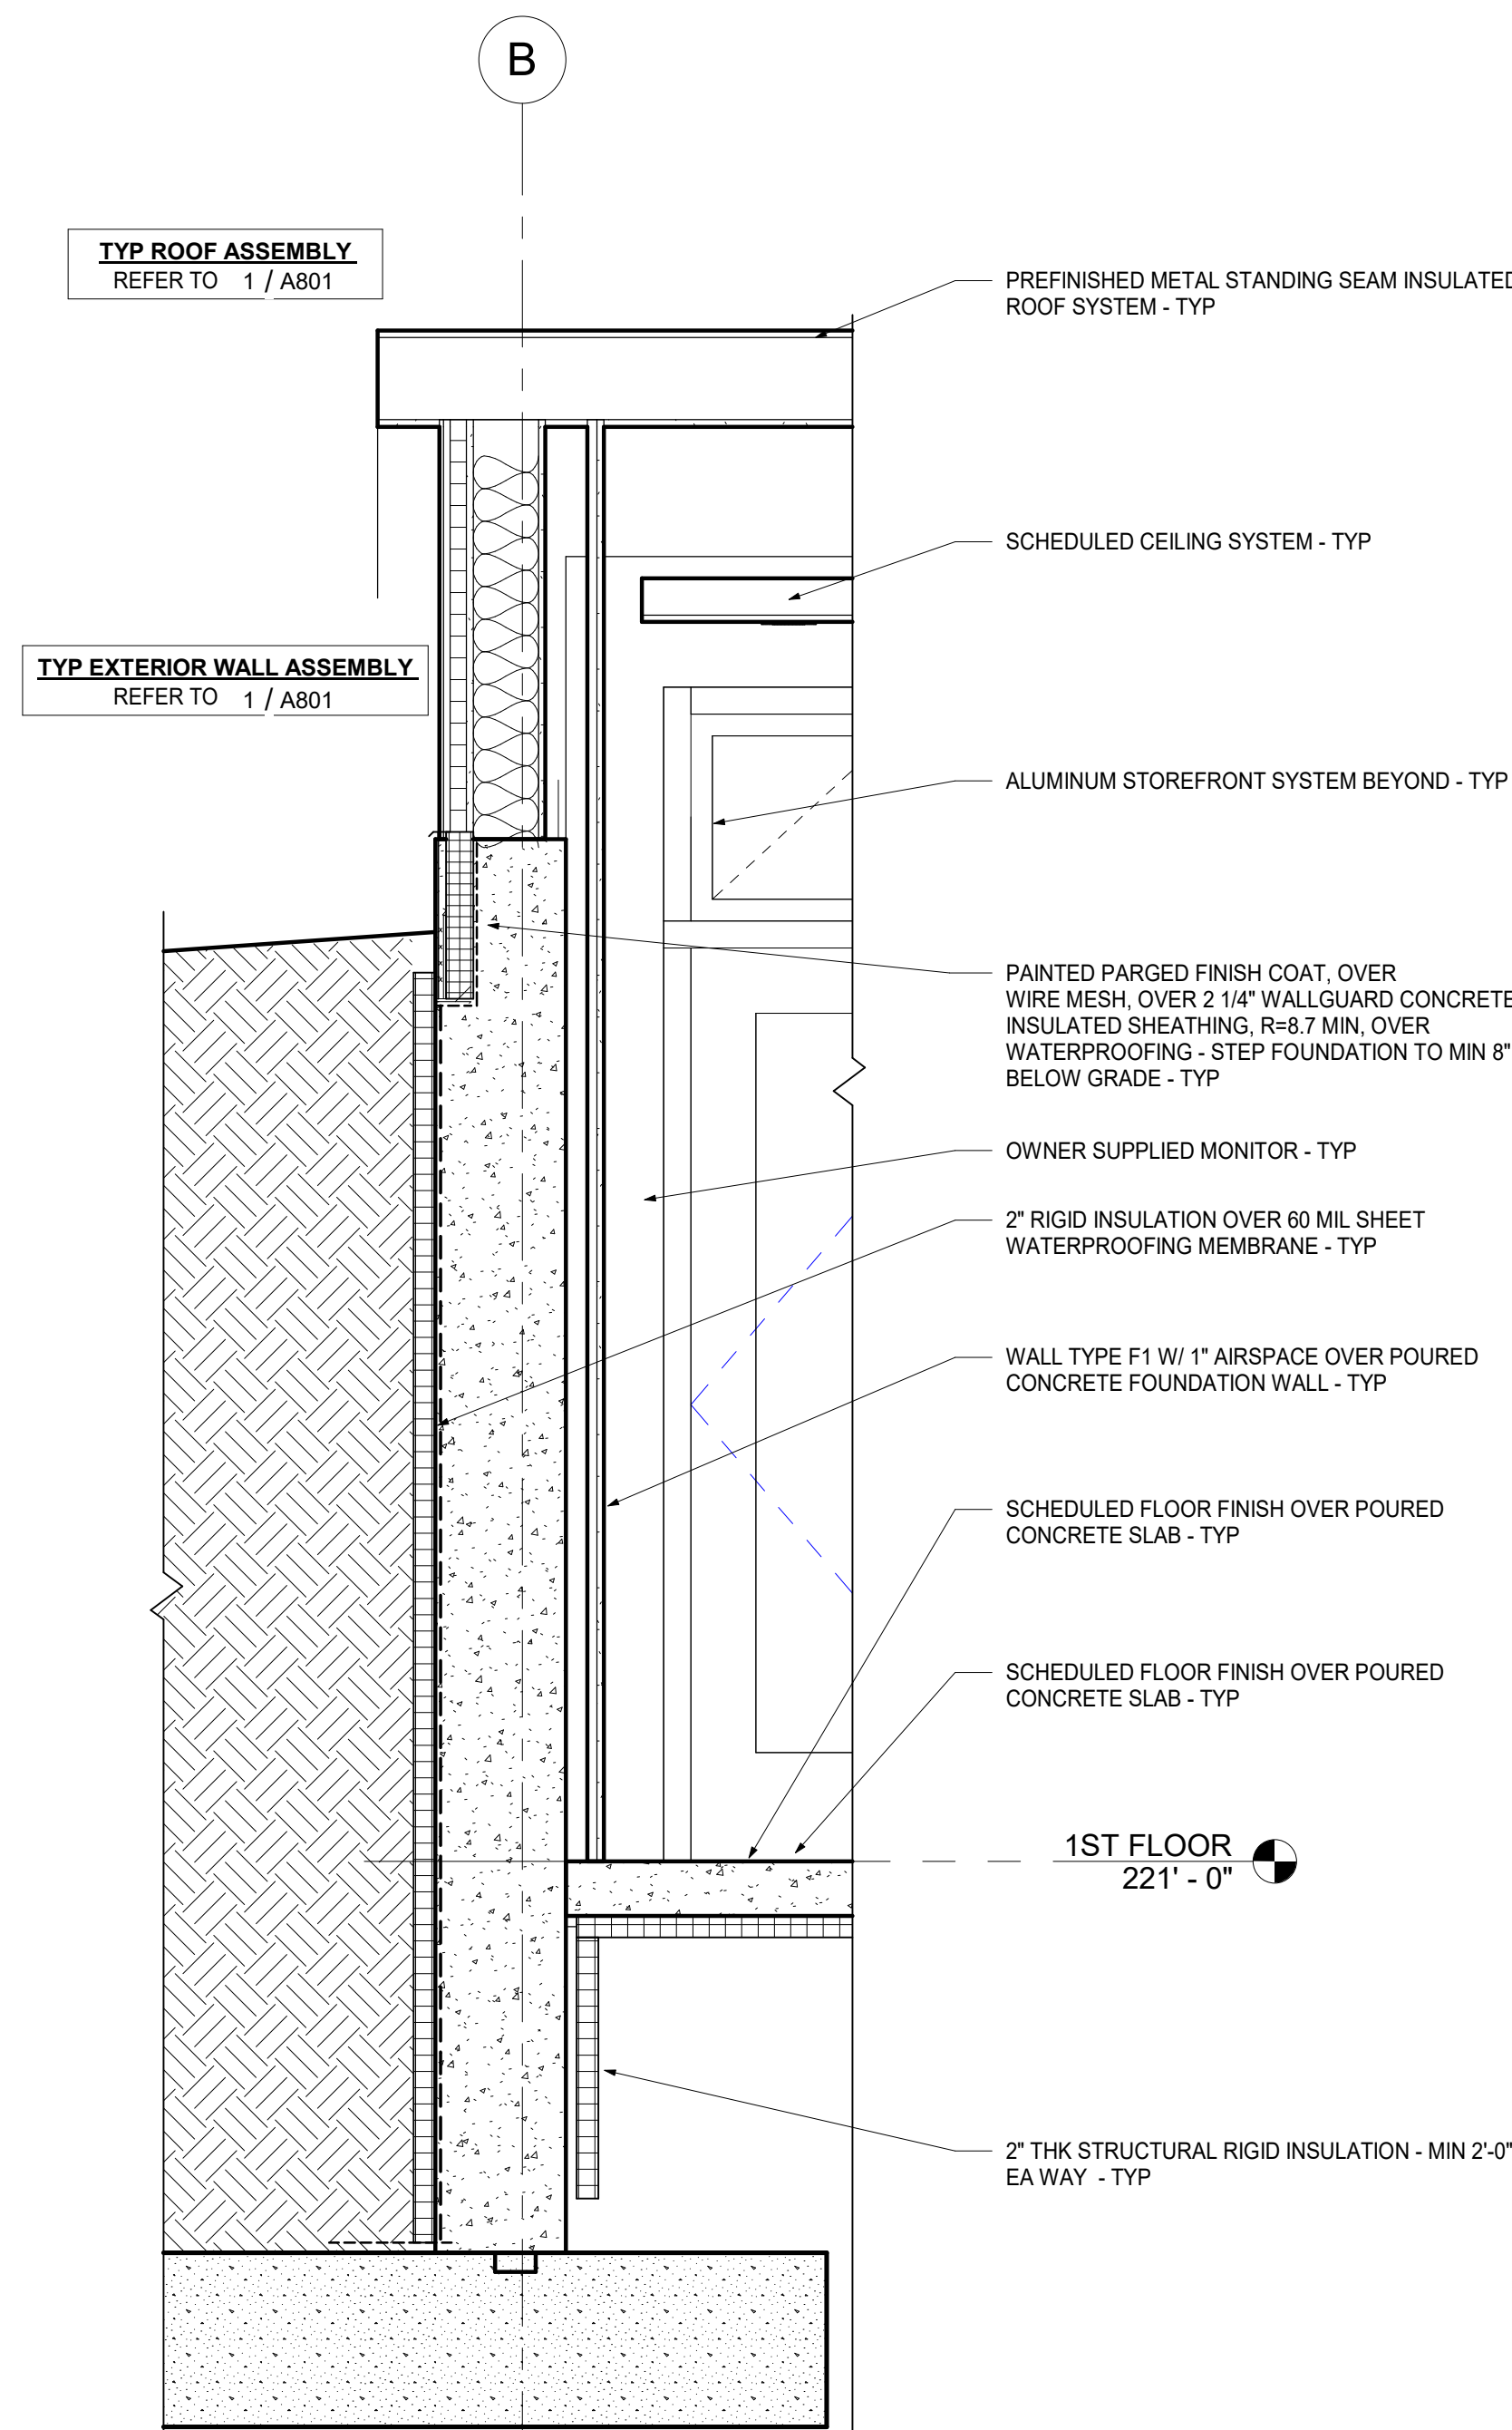 B
TYP ROOF ASSEMBLY
REFER TO 1 / A801
PREFINISHED METAL STANDING SEAM INSULATED
ROOF SYSTEM - TYP
SCHEDULED CEILING SYSTEM - TYP
TYP EXTERIOR WALL ASSEMBLY
REFER TO 1 / A801
ALUMINUM STOREFRONT SYSTEM BEYOND - TYP
PAINTED PARGED FINISH COAT, OVER
WIRE MESH, OVER 2 1/4" WALLGUARD CONCRETE
INSULATED SHEATHING, R=8.7 MIN, OVER
WATERPROOFING - STEP FOUNDATION TO MIN 8"
BELOW GRADE - TYP
OWNER SUPPLIED MONITOR - TYP
2" RIGID INSULATION OVER 60 MIL SHEET
WATERPROOFING MEMBRANE - TYP
WALL TYPE F1 W/ 1" AIRSPACE OVER POURED
CONCRETE FOUNDATION WALL - TYP
SCHEDULED FLOOR FINISH OVER POURED
CONCRETE SLAB - TYP
SCHEDULED FLOOR FINISH OVER POURED
CONCRETE SLAB - TYP
1ST FLOOR
221' - 0"
2" THK STRUCTURAL RIGID INSULATION - MIN 2'-0"
EA WAY - TYP